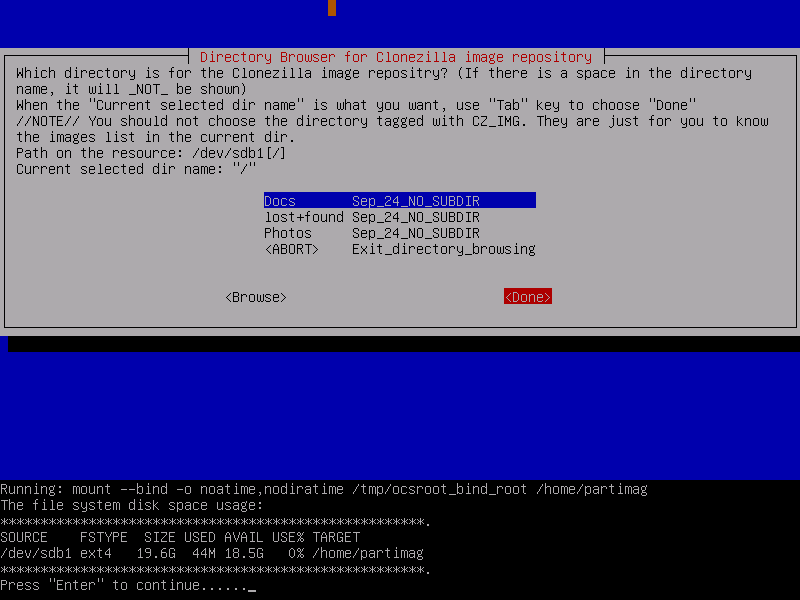 Directory Browser for Clonezilla image repository
Which directory is for the Clonezilla image repositry? (If there is a space in the directory
name, it will _NOT_ be shown)
When the "Current selected dir name" is what you want, use "Tab" key to choose "Done"
//NOTE// You should not choose the directory tagged with CZ_IMG. They are just for you to know
the images list in the current dir.
Path on the resource: /dev/sdb1[/]
Current selected dir name: "/"
Docs Sep_24_NO_SUBDIR
lost+found Sep_24_NO_SUBDIR
Photos Sep_24_NO_SUBDIR
<ABORT> Exit_directory_browsing
<Browse> <Done>
Running: mount --bind -o noatime,nodiratime /tmp/ocsroot_bind_root /home/partimag
The file system disk space usage:
*****************************************************.
SOURCE FSTYPE SIZE USED AVAIL USE% TARGET
/dev/sdb1 ext4 19.6G 44M 18.5G 0% /home/partimag
*****************************************************.
Press "Enter" to continue......_